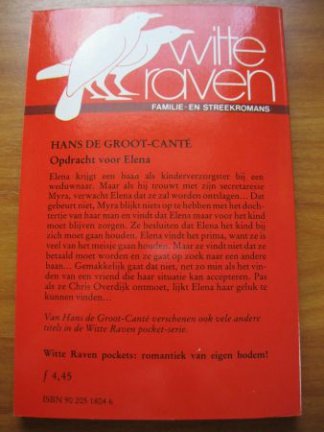 witte
raven
FAMILIE- EN STREEKROMANS
HANS DE GROOT-CANTÉ
Opdracht voor Elena
Elena krijgt een baan als kinderverzorgster bij een
weduwnaar. Maar als hij trouwt met zijn secretaresse
Myra, verwacht Elena dat ze zal worden ontslagen... Dat
gebeurt niet, Myra blijkt niets op te hebben met het doch-
tertje van haar man en vindt dat Elena maar voor het kind
moet blijven zorgen. Ze besluiten dat Elena het kind bij
zich moet gaan houden. Elena vindt het prima, want ze is
veel van het meisje gaan houden. Maar ze vindt niet dat ze
betaald moet worden en ze gaat op zoek naar een andere
baan... Gemakkelijk gaat dat niet, net zo min als het vin-
den van een vriend die haar situatie kan accepteren. Pas
als ze Chris Overdijk ontmoet, lijkt Elena haar geluk te
kunnen vinden...
Van Hans de Groot-Canté verschenen ook vele andere
titels in de Witte Raven pocket-serie.
Witte Raven pockets: romantiek van eigen bodem!
ƒ 4,45
ISBN 90 205 1804 6